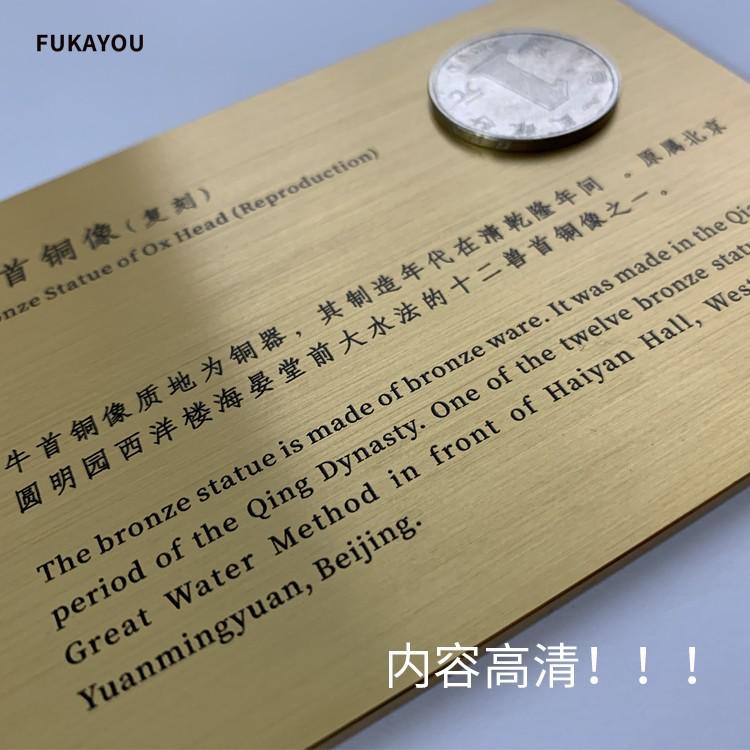 FUKAYOU
首铜像(复刻)
Statue of Ox Head (Reproduction)
牛首铜像质地为铜器,其制造年代在清乾隆年间。原属北京
圆明园西洋楼海晏堂前大水法的十二兽首铜像之一。
The bronze statue is made of bronze ware. It was made in the
period of the Qing Dynasty. One of the twelve bronze
Great Water Method in front of Haiyan Hall,
Yuanmingyuan, Beijing.
1
内容高清!!!